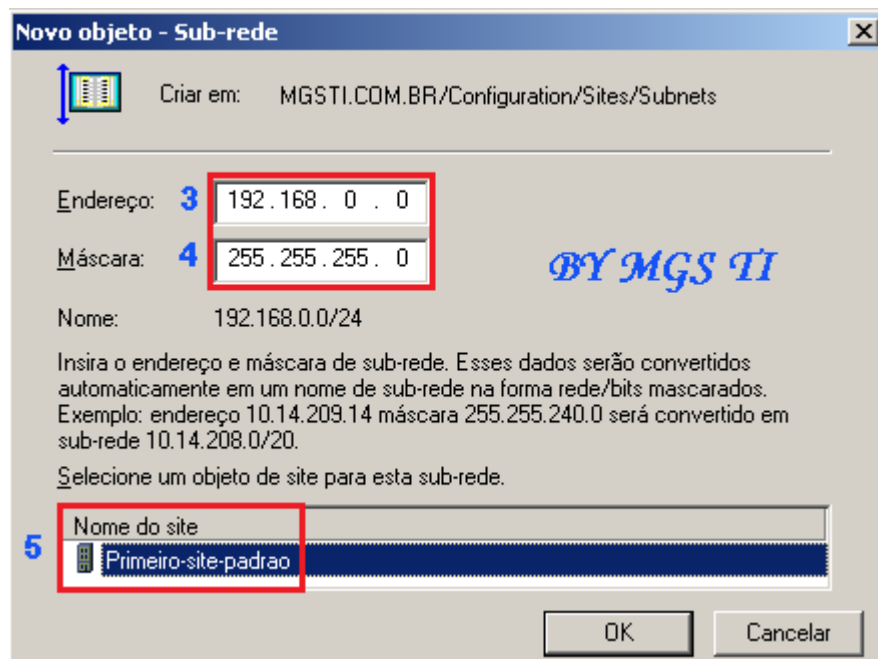 Novo objeto - Sub-rede
Criar em: MGSTI.COM.BR/Configuration/Sites/Subnets
Endereço: 3 192.168. 0 . 0
Máscara: 4 255.255.255. 0
BY MGS TI
Nome: 192.168.0.0/24
Insira o endereço e máscara de sub-rede. Esses dados serão convertidos
automaticamente em um nome de sub-rede na forma rede/bits mascarados.
Exemplo: endereço 10.14.209.14 máscara 255.255.240.0 será convertido em
sub-rede 10.14.208.0/20.
Selecione um objeto de site para esta sub-rede.
Nome do site
5 Primeiro-site-padrao
OK Cancelar